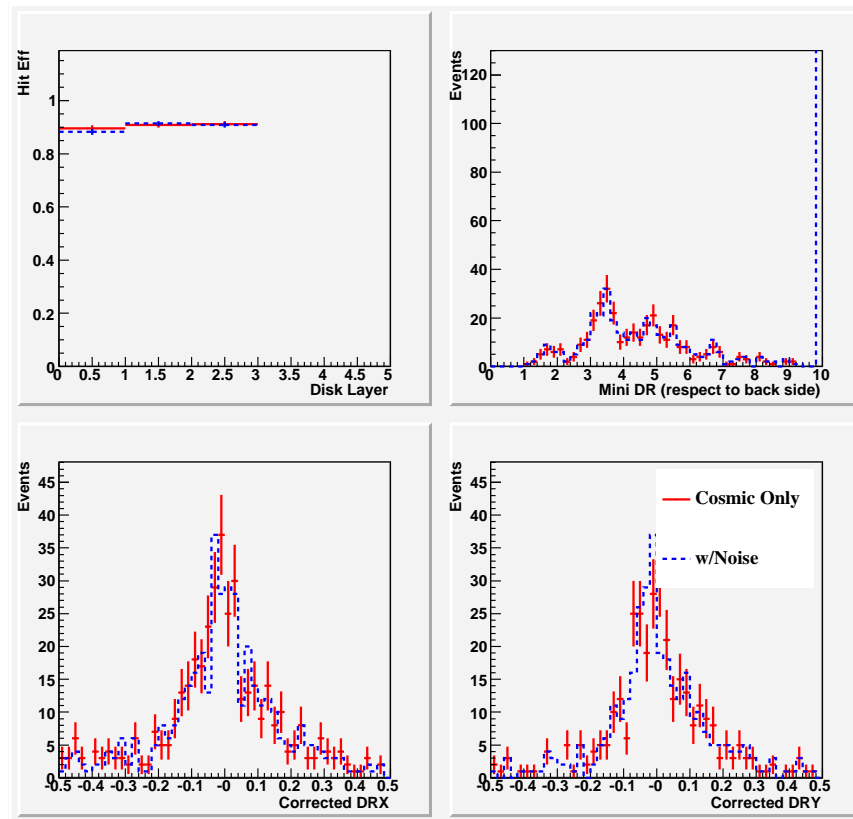 Hit Eff
1
0.8
0.6
0.4
0.2
0
0 0.5 1 1.5 2 2.5 3 3.5 4 4.5 5
Disk Layer
Events
120
100
80
60
40
20
0
0 1 2 3 4 5 6 7 8 9 10
Mini DR (respect to back side)
Events
45
40
35
30
25
20
15
10
5
0
-0.5 -0.4 -0.3 -0.2 -0.1 -0 0.1 0.2 0.3 0.4 0.5
Corrected DRX
Events
45
40
35
30
25
20
15
10
5
0
-0.5 -0.4 -0.3 -0.2 -0.1 -0 0.1 0.2 0.3 0.4 0.5
Corrected DRY
Cosmic Only
w/Noise